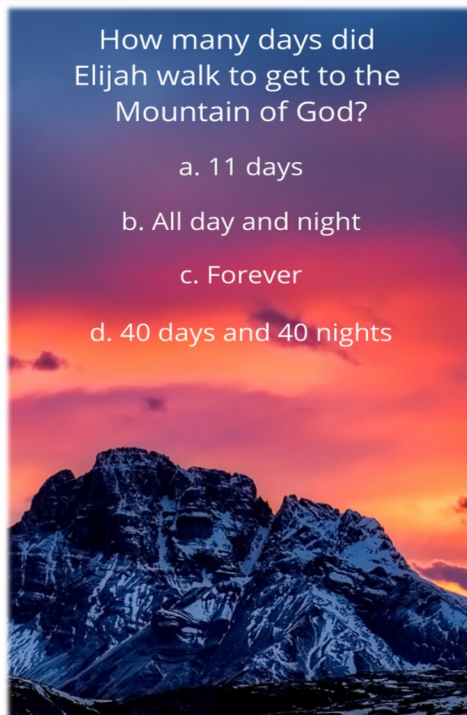 How many days did
Elijah walk to get to the
Mountain of God?
a. 11 days
b. All day and night
c. Forever
d. 40 days and 40 nights